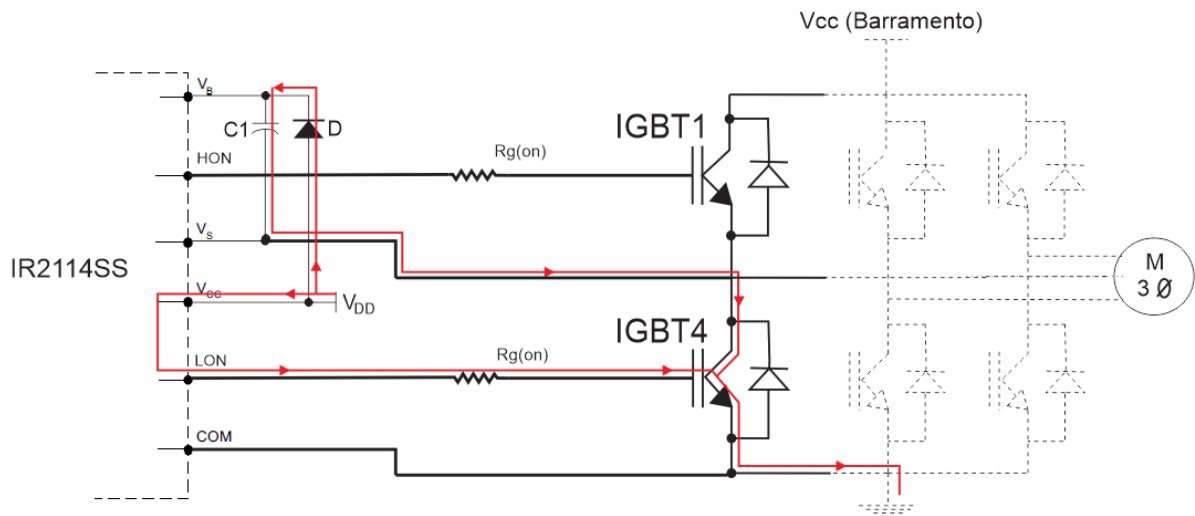 Vcc (Barramento)
VB
C1
D
IGBT1
HON
Rg(on)
VS
IR2114SS
M
3 Ø
VCC
VDD
IGBT4
LON
Rg(on)
COM